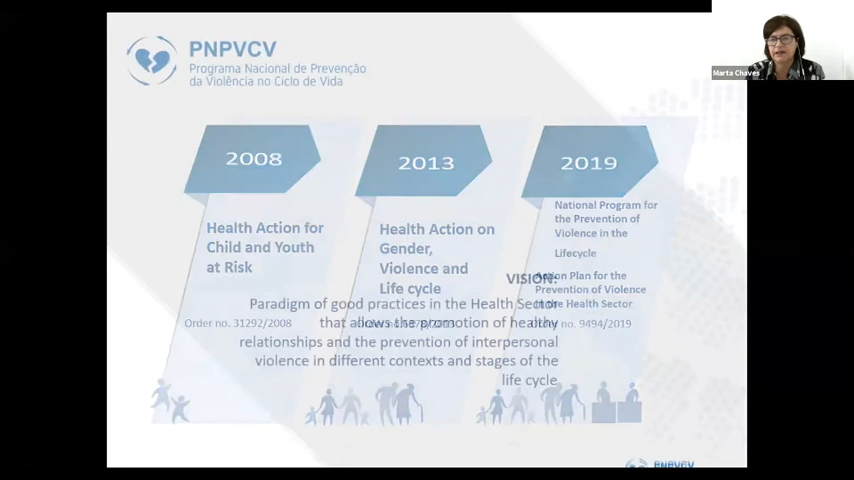 PNPVCV
Programa Nacional de Prevenção
da Violência no Ciclo de Vida
Marta Chaves
2008
Health Action for
Child and Youth
at Risk
Order no. 31292/2008
2013
Health Action on
Gender,
Violence and
Life cycle
2019
National Program for
the Prevention of
Violence in the
Lifecycle
Action Plan for the
Prevention of Violence
in the Health Sector
Order no. 9494/2019
VISION:
Paradigm of good practices in the Health Sector
that allows the promotion of healthy
relationships and the prevention of interpersonal
violence in different contexts and stages of the
life cycle
PNPVCV